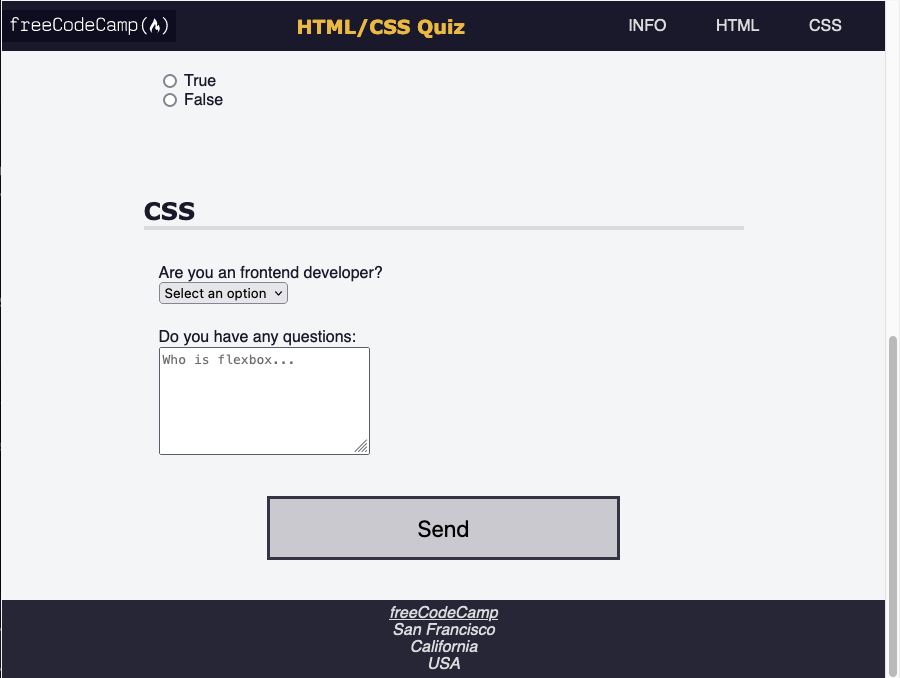 freeCodeCamp(🔥)
HTML/CSS Quiz
INFO
HTML
CSS
True
False
CSS
Are you an frontend developer?
Select an option
Do you have any questions:
Who is flexbox...
Send
freeCodeCamp
San Francisco
California
USA